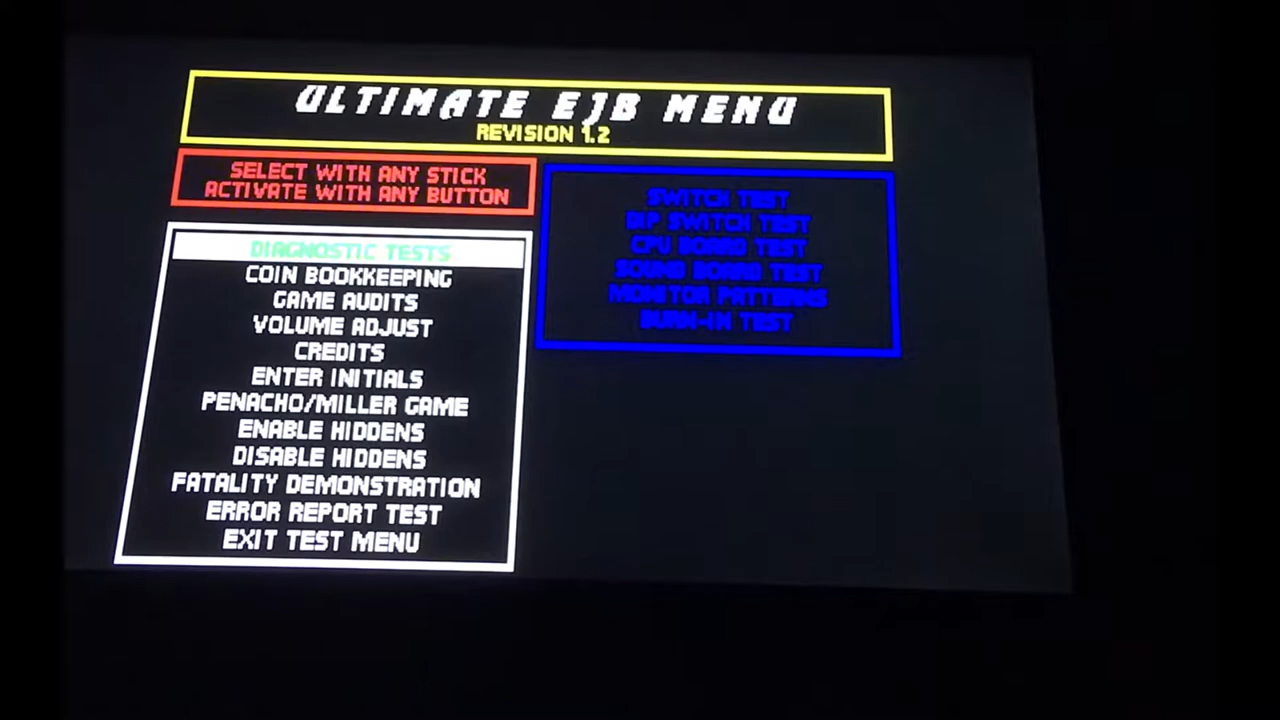 ULTIMATE EJB MENU
REVISION 1.2
SELECT WITH ANY STICK
ACTIVATE WITH ANY BUTTON
DIAGNOSTIC TESTS
COIN BOOKKEEPING
GAME AUDITS
VOLUME ADJUST
CREDITS
ENTER INITIALS
PENACHO/MILLER GAME
ENABLE HIDDENS
DISABLE HIDDENS
FATALITY DEMONSTRATION
ERROR REPORT TEST
EXIT TEST MENU
SWITCH TEST
DIP SWITCH TEST
CPU BOARD TEST
SOUND BOARD TEST
MONITOR PATTERNS
BURN-IN TEST